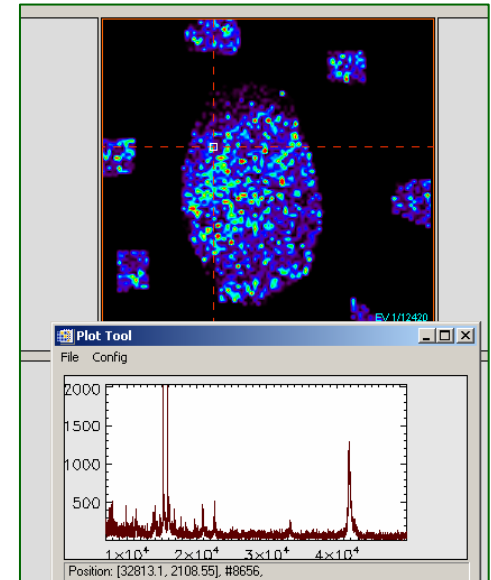 EV 1/12420
Plot Tool
File Config
2000
1500
1000
500
1×10⁴ 2×10⁴ 3×10⁴ 4×10⁴
Position: [32813.1, 2108.55], #8656,